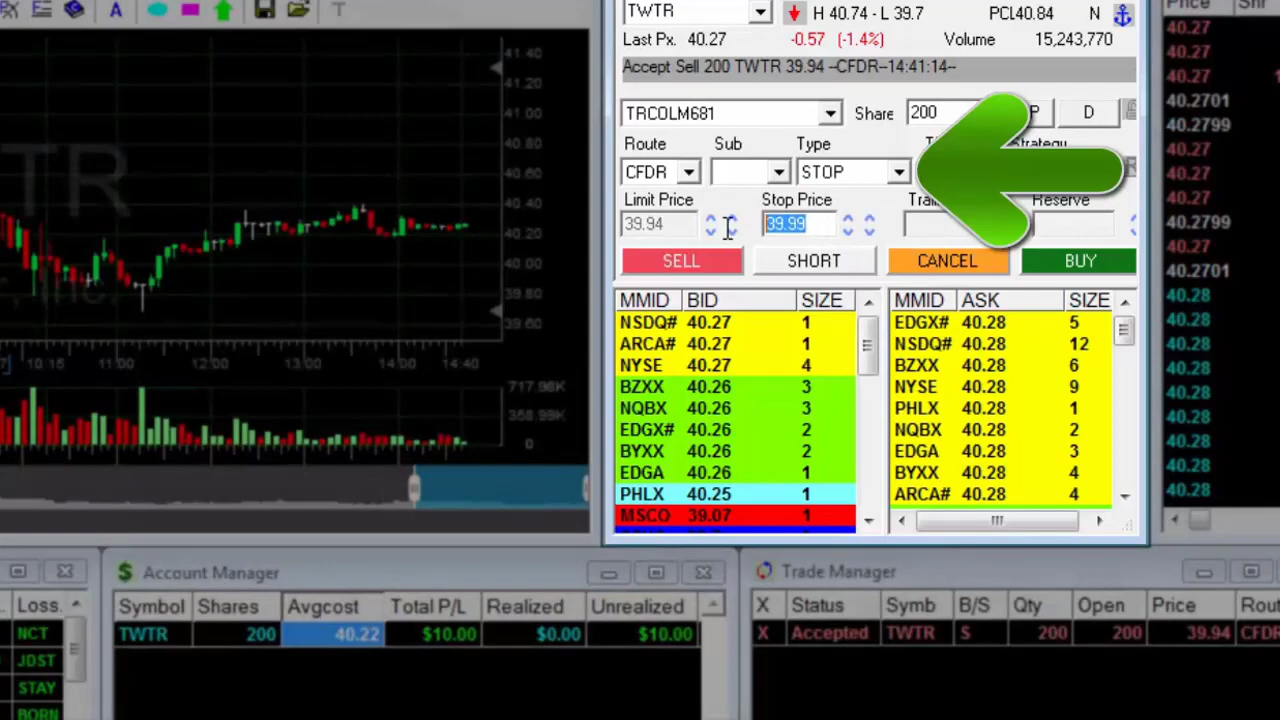 A
T
TR
41.40
41.20
41.00
40.80
40.60
40.40
40.20
40.00
39.80
39.60
10:15 11:00 12:00 13:00 14:00 14:40
717.98K
358.99K
0
TWTR H 40.74 - L 39.7 PCL40.84 N
Last Px. 40.27 -0.57 (-1.4%) Volume 15,243,770
Accept Sell 200 TWTR 39.94 --CFDR--14:41:14--
TRCOLM681 Share 200 P D
Route Sub Type Strategy
CFDR STOP
Limit Price Stop Price Trail Reserve
39.94 39.99
SELL SHORT CANCEL BUY
MMID BID SIZE MMID ASK SIZE
NSDQ# 40.27 1 EDGX# 40.28 5
ARCA# 40.27 1 NSDQ# 40.28 12
NYSE 40.27 4 BZXX 40.28 6
BZXX 40.26 3 NYSE 40.28 9
NQBX 40.26 3 PHLX 40.28 1
EDGX# 40.26 2 NQBX 40.28 2
BYXX 40.26 2 EDGA 40.28 3
EDGA 40.26 1 BYXX 40.28 4
PHLX 40.25 1 ARCA# 40.28 4
MSCO 39.07 1
Price Shr
40.27
40.27
40.27
40.2701
40.2799
40.27
40.27
40.27
40.2799
40.27
40.2701
40.28
40.28
40.28
40.28
40.28
40.28
40.28
40.28
40.28
Loss.
NCT
JDST
STAY
BORN
Account Manager
Symbol Shares Avgcost Total P/L Realized Unrealized
TWTR 200 40.22 $10.00 $0.00 $10.00
Trade Manager
X Status Symb B/S Qty Open Price Rout
X Accepted TWTR S 200 200 39.94 CFDR